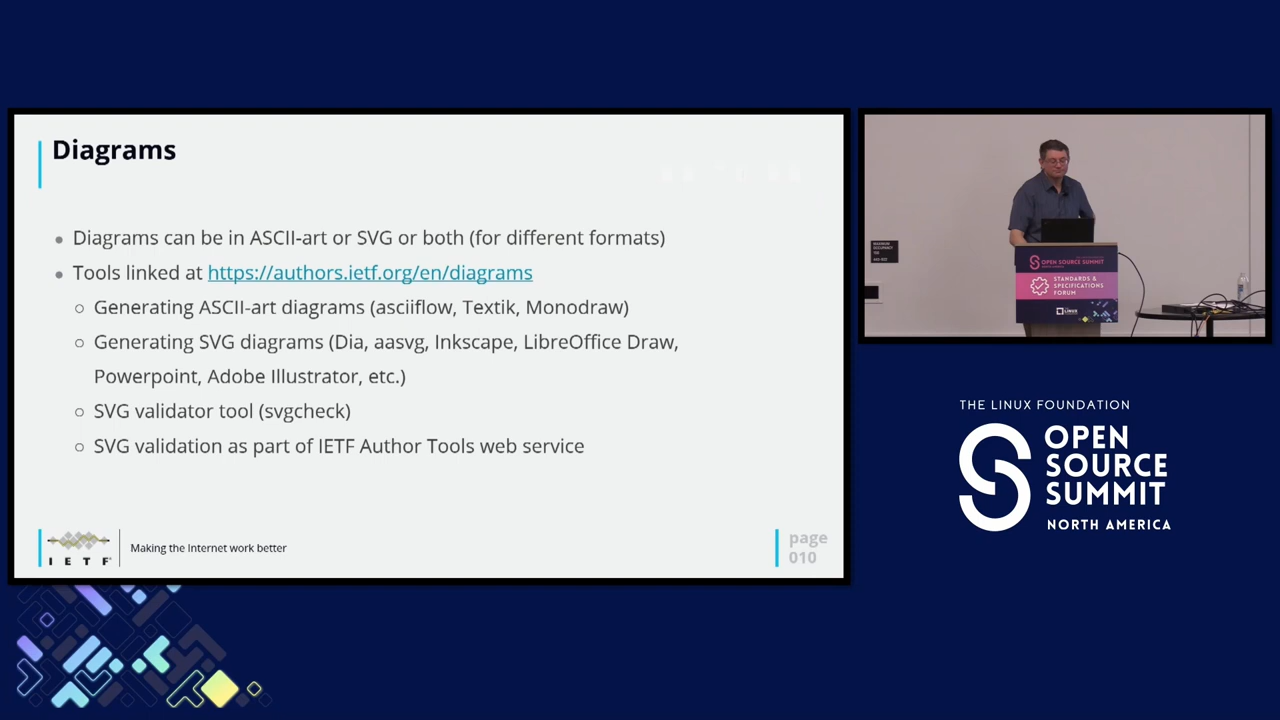 Diagrams
● Diagrams can be in ASCII-art or SVG or both (for different formats)
● Tools linked at https://authors.ietf.org/en/diagrams
○ Generating ASCII-art diagrams (asciiflow, Textik, Monodraw)
○ Generating SVG diagrams (Dia, aasvg, Inkscape, LibreOffice Draw,
Powerpoint, Adobe Illustrator, etc.)
○ SVG validator tool (svgcheck)
○ SVG validation as part of IETF Author Tools web service
I E T F
Making the Internet work better
page
010
MAXIMUM
OCCUPANCY
OPEN SOURCE SUMMIT
STANDARDS &
SPECIFICATIONS
FORUM
LINUX
THE LINUX FOUNDATION
OPEN
SOURCE
SUMMIT
NORTH AMERICA